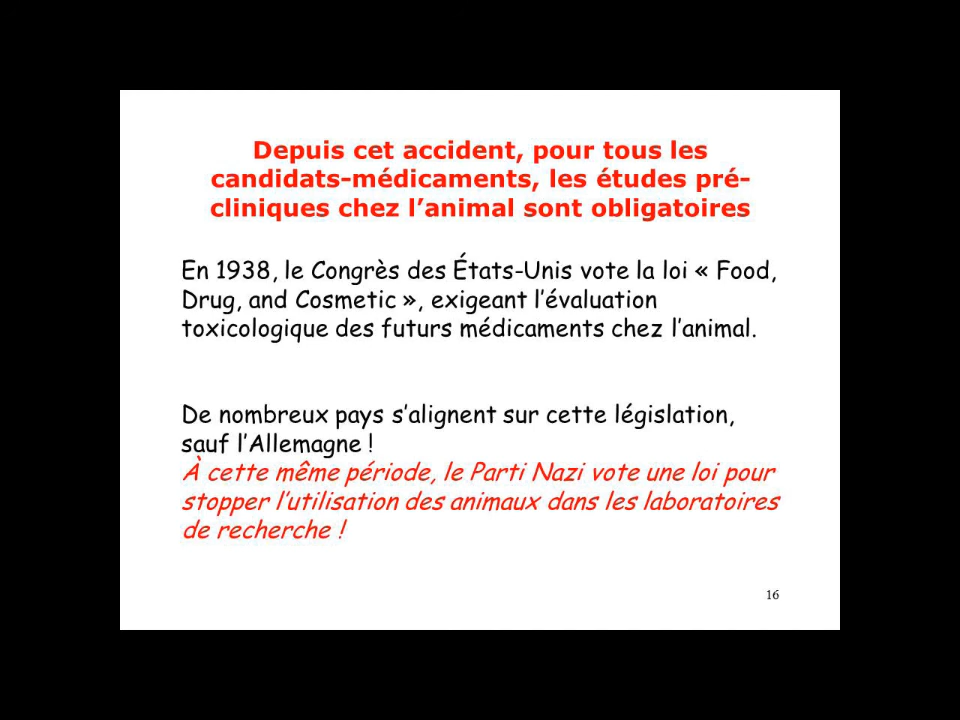 Depuis cet accident, pour tous les
candidats-médicaments, les études pré-
cliniques chez l’animal sont obligatoires
En 1938, le Congrès des États-Unis vote la loi « Food,
Drug, and Cosmetic », exigeant l’évaluation
toxicologique des futurs médicaments chez l’animal.
De nombreux pays s’alignent sur cette législation,
sauf l’Allemagne !
À cette même période, le Parti Nazi vote une loi pour
stopper l’utilisation des animaux dans les laboratoires
de recherche !
16